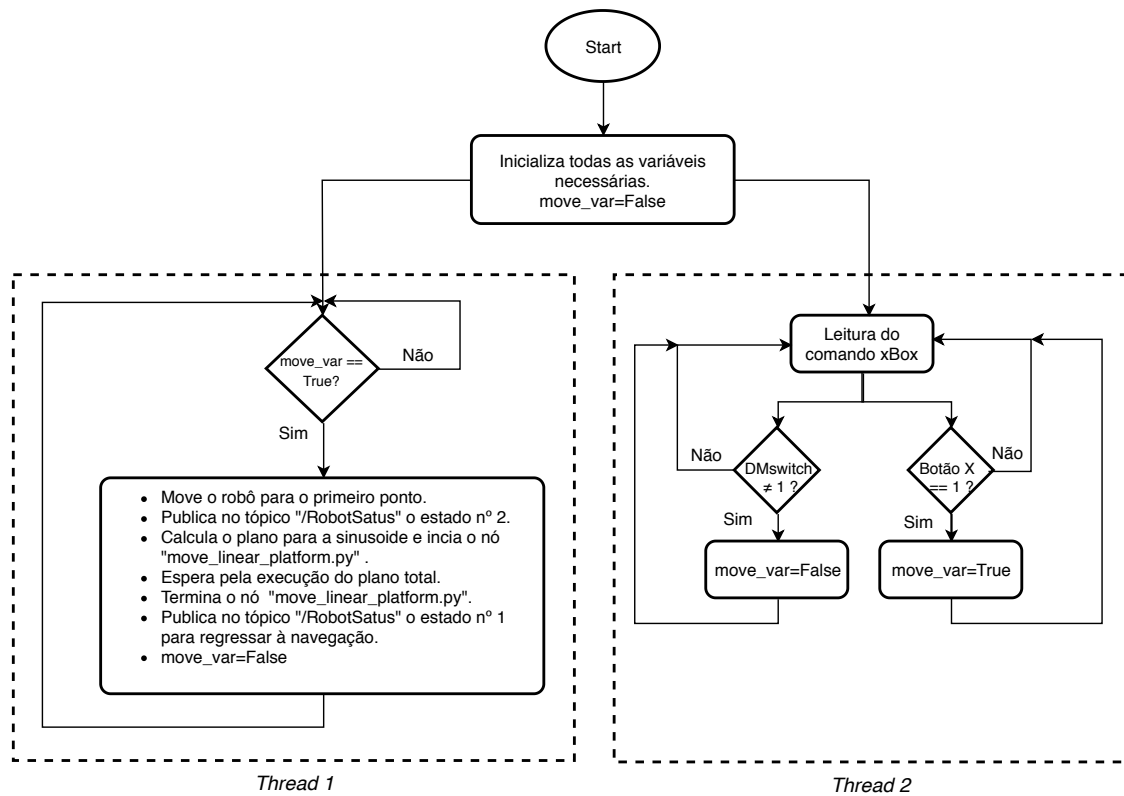 Start
Inicializa todas as variáveis
necessárias.
move_var=False
move_var ==
True?
Não
Sim
• Move o robô para o primeiro ponto.
• Publica no tópico "/RobotSatus" o estado nº 2.
• Calcula o plano para a sinusoide e incia o nó
"move_linear_platform.py" .
• Espera pela execução do plano total.
• Termina o nó "move_linear_platform.py".
• Publica no tópico "/RobotSatus" o estado nº 1
para regressar à navegação.
• move_var=False
Thread 1
Leitura do
comando xBox
DMswitch
≠ 1 ?
Não
Sim
move_var=False
Botão X
== 1 ?
Não
Sim
move_var=True
Thread 2